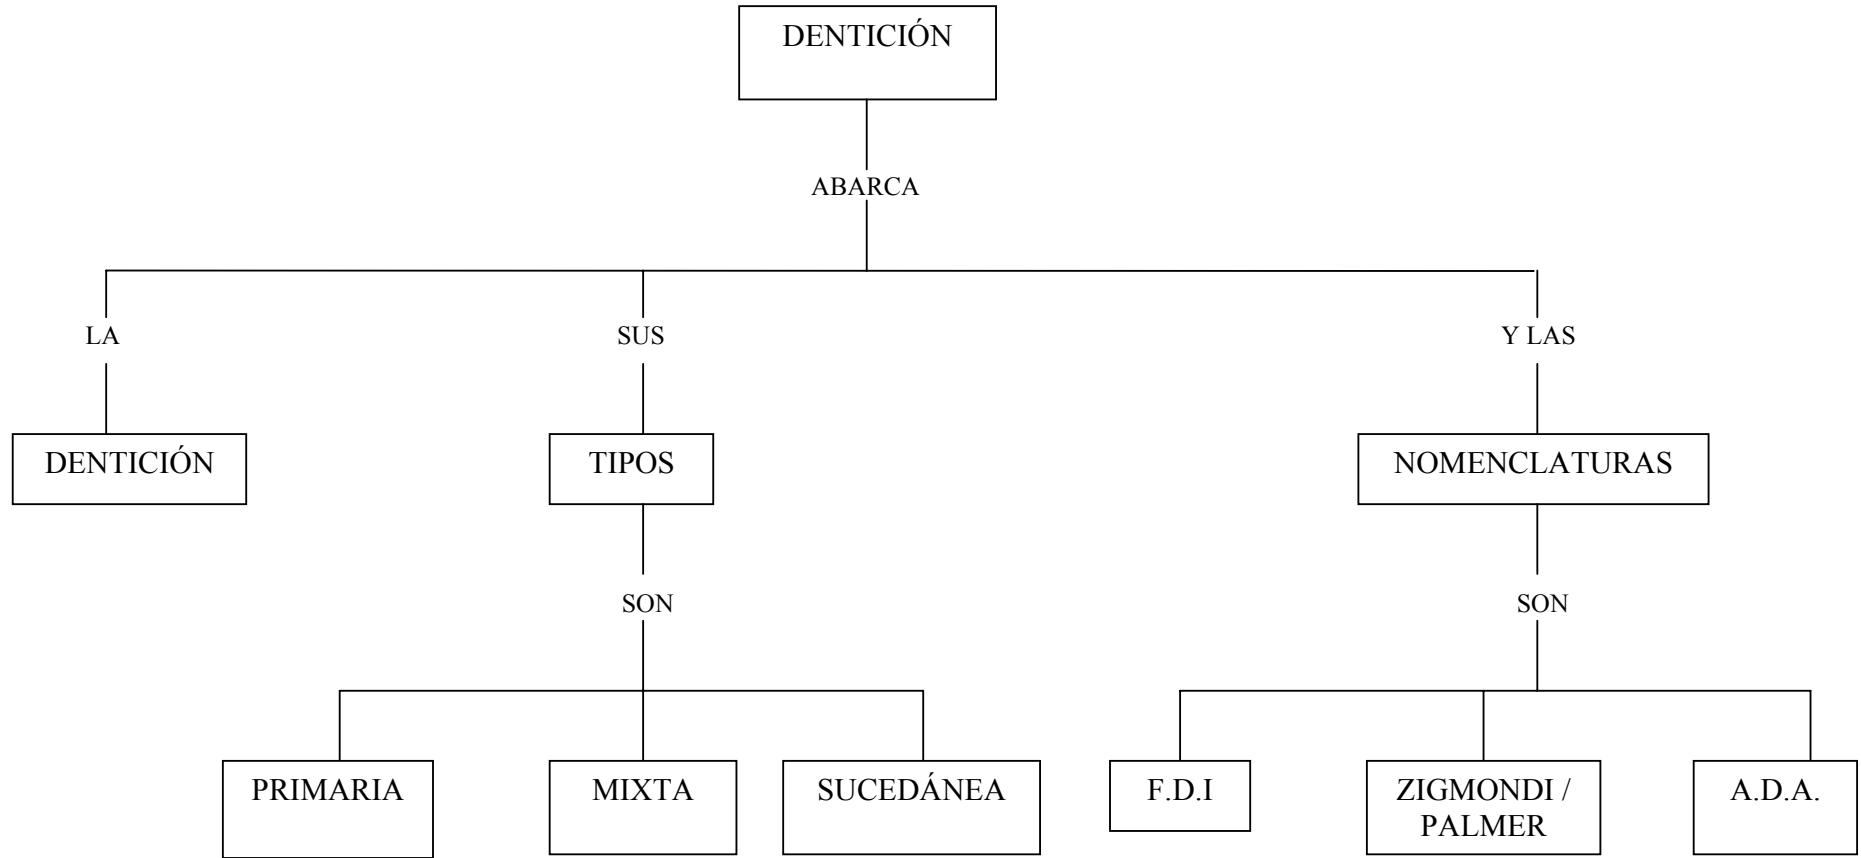 DENTICIÓN
ABARCA
LA
SUS
Y LAS
DENTICIÓN
TIPOS
NOMENCLATURAS
SON
SON
PRIMARIA
MIXTA
SUCEDÁNEA
F.D.I
ZIGMONDI /
PALMER
A.D.A.